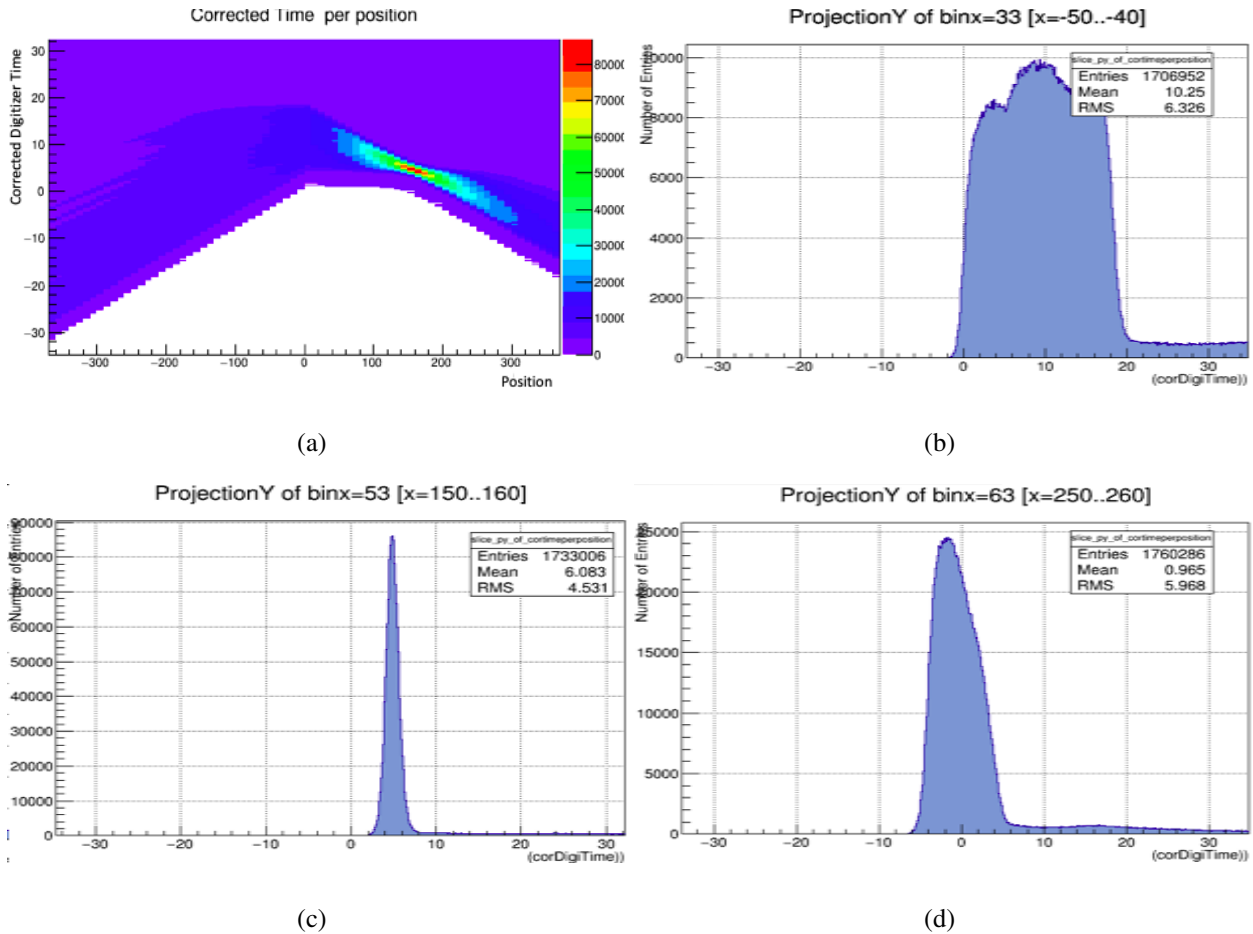 Corrected Time per position
Corrected Digitizer Time
30
20
10
0
−10
−20
−30
−300
−200
−100
0
100
200
300
Position
80000
70000
60000
50000
40000
30000
20000
10000
0
(a)
ProjectionY of binx=33 [x=-50..-40]
Number of Entries
10000
8000
6000
4000
2000
0
slice_py_of_cortimeperposition
Entries 1706952
Mean 10.25
RMS 6.326
−30
−20
−10
0
10
20
30
(corDigiTime))
(b)
ProjectionY of binx=53 [x=150..160]
Number of entries
90000
80000
70000
60000
50000
40000
30000
20000
10000
0
slice_py_of_cortimeperposition
Entries 1733006
Mean 6.083
RMS 4.531
−30
−20
−10
0
10
20
30
(corDigiTime))
(c)
ProjectionY of binx=63 [x=250..260]
Number of Entries
25000
20000
15000
10000
5000
0
slice_py_of_cortimeperposition
Entries 1760286
Mean 0.965
RMS 5.968
−30
−20
−10
0
10
20
30
(corDigiTime))
(d)